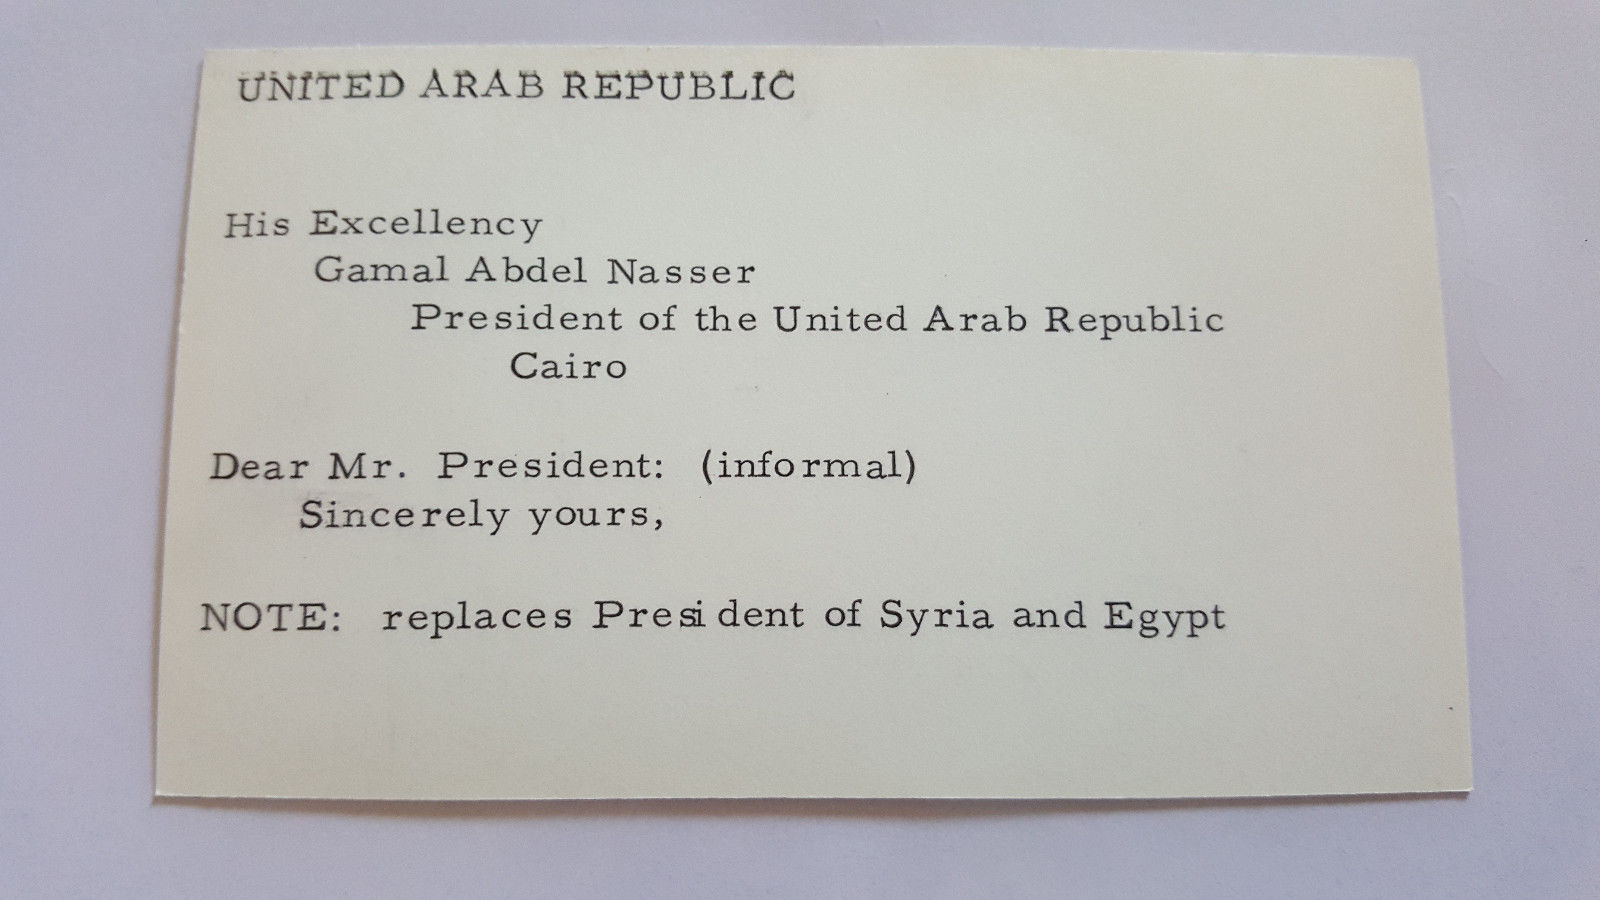 UNITED ARAB REPUBLIC
His Excellency
Gamal Abdel Nasser
President of the United Arab Republic
Cairo
Dear Mr. President: (informal)
Sincerely yours,
NOTE: replaces President of Syria and Egypt